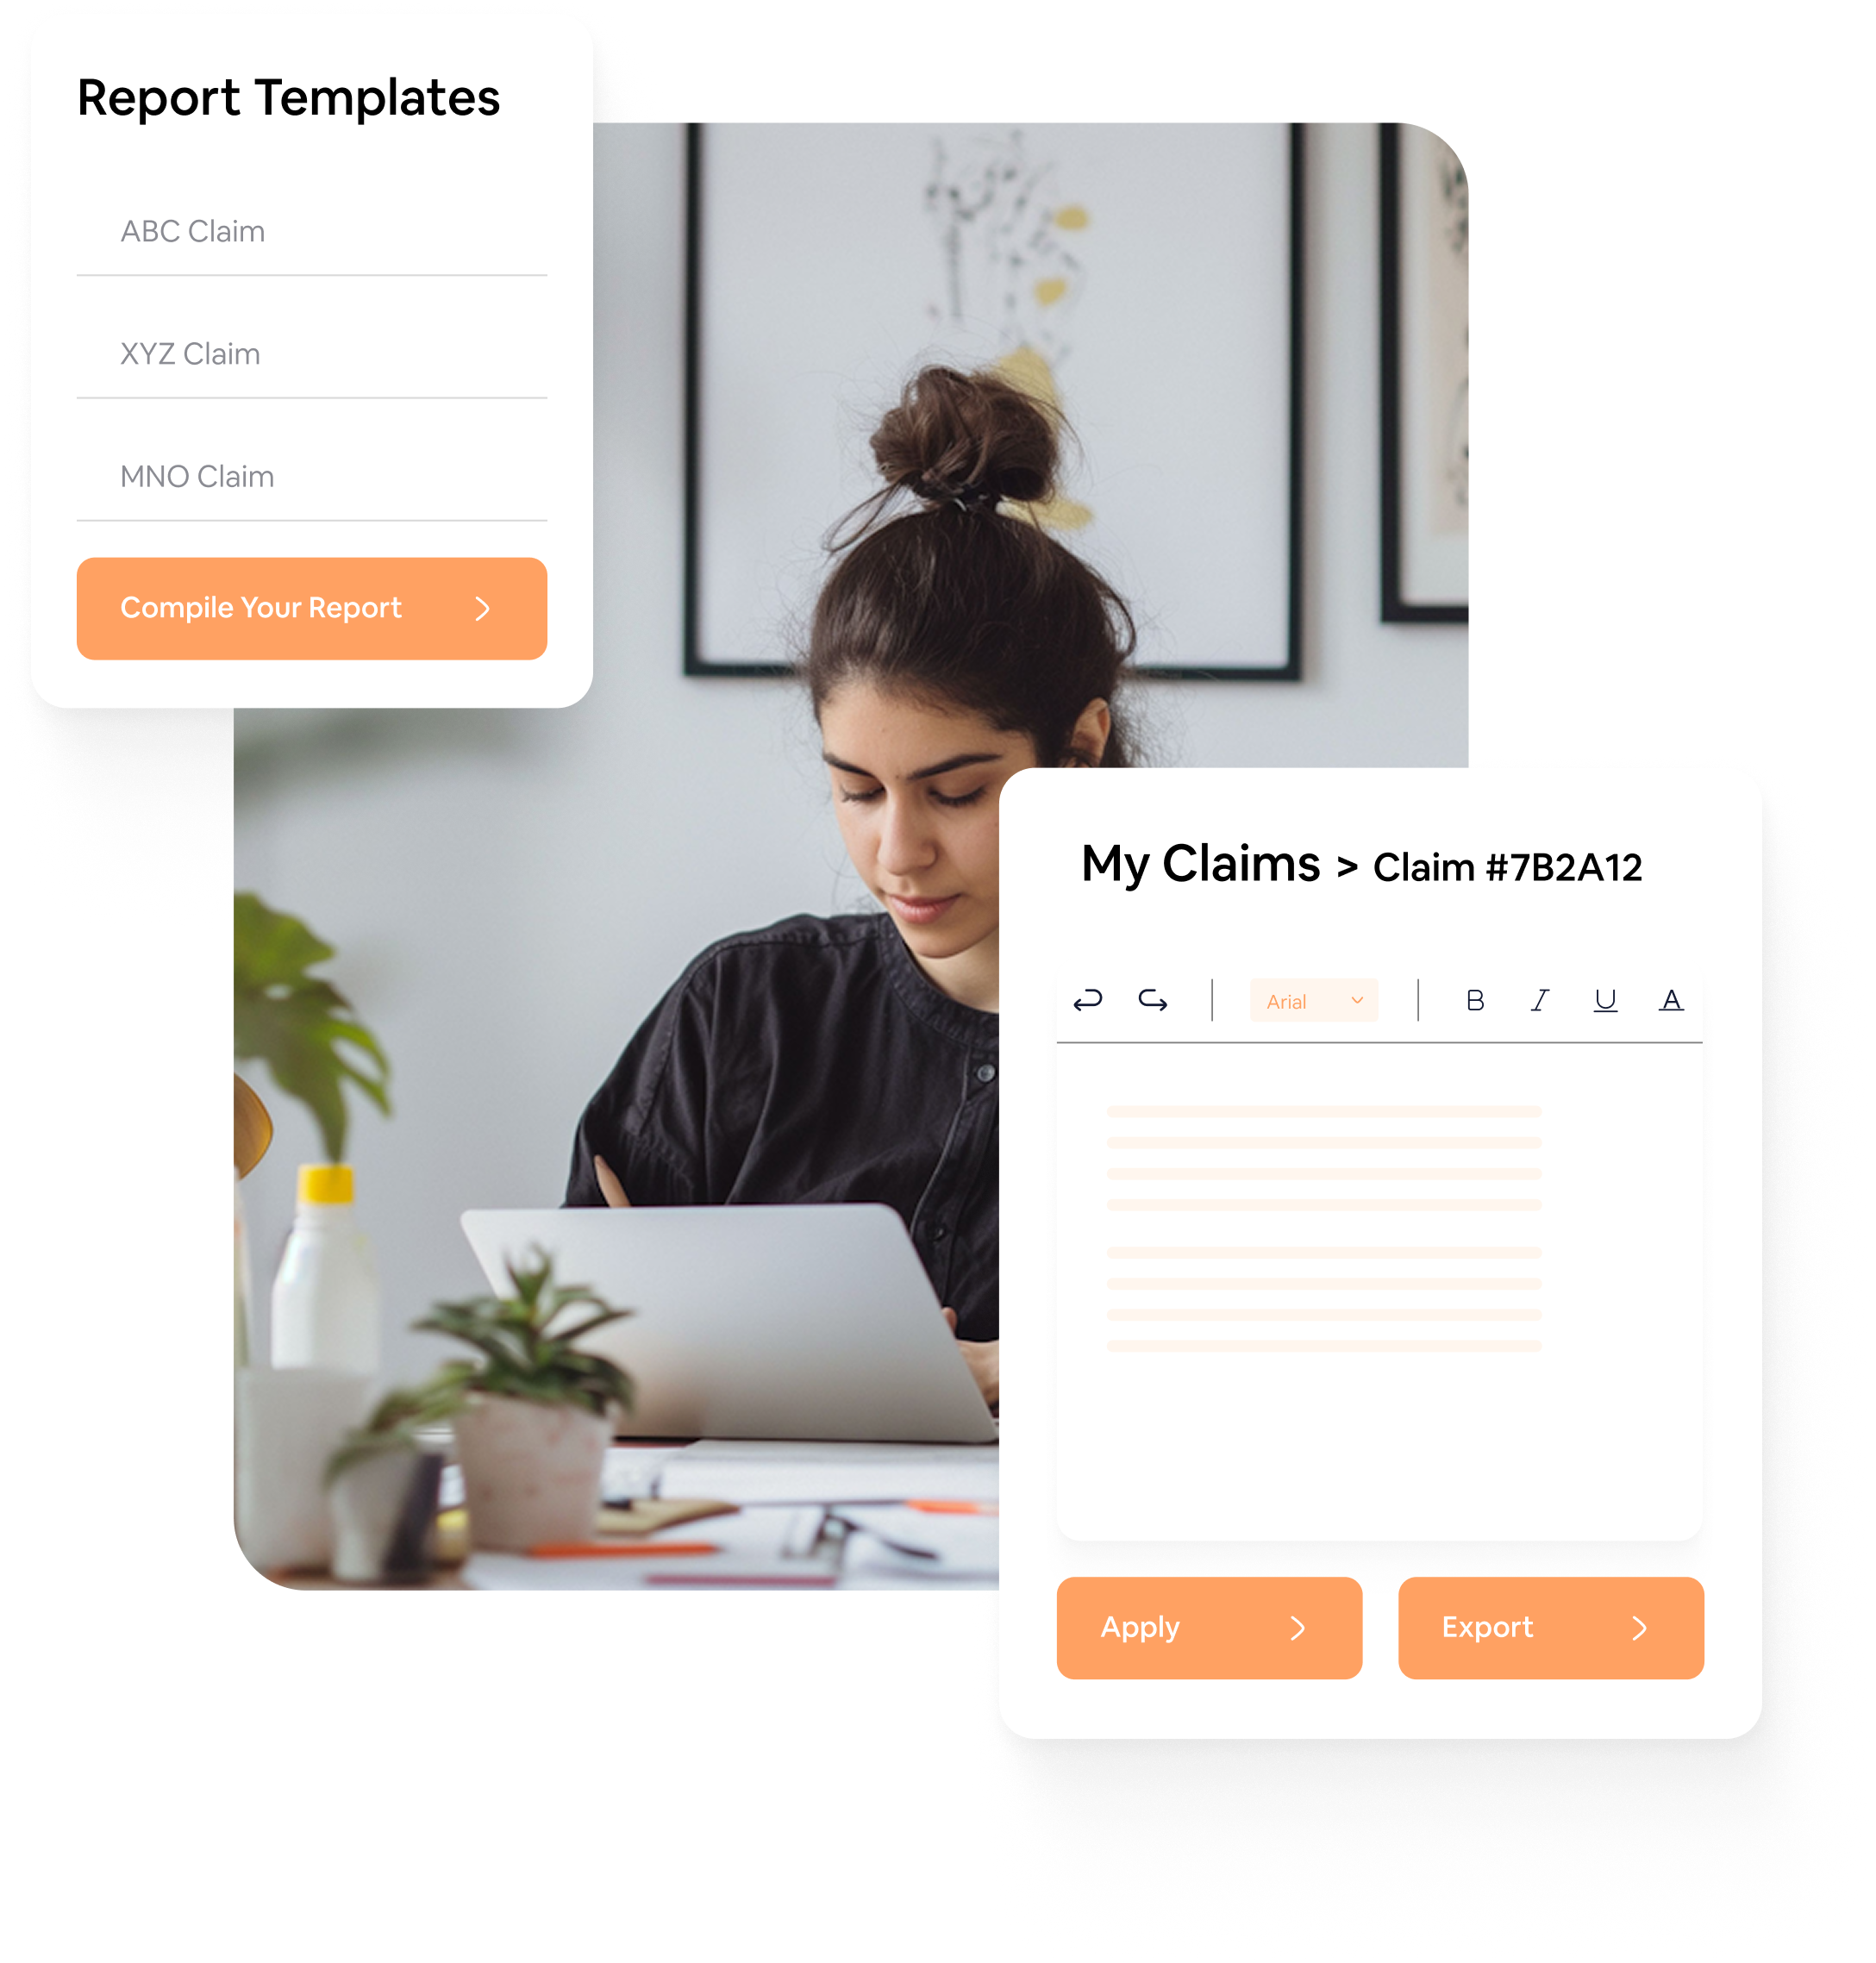 Report Templates
ABC Claim
XYZ Claim
MNO Claim
Compile Your Report
My Claims > Claim #7B2A12
Arial
B I U A
Apply
Export